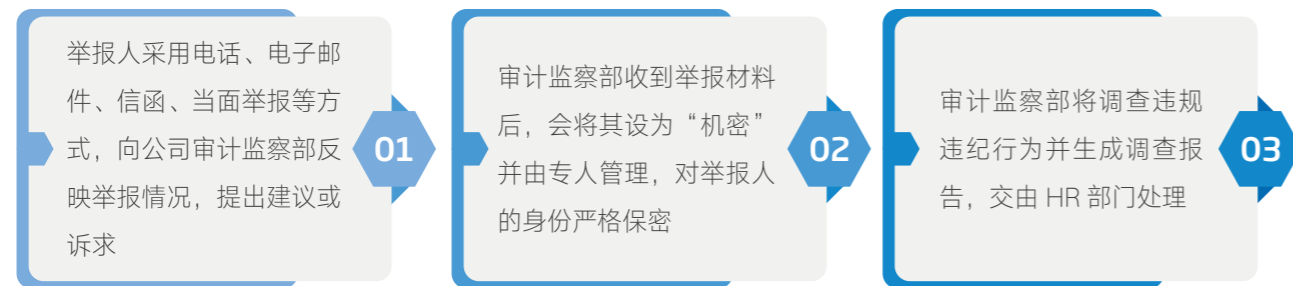 举报人采用电话、电子邮
件、信函、当面举报等方
式，向公司审计监察部反
映举报情况，提出建议或
诉求
01
审计监察部收到举报材料
后，会将其设为“机密”
并由专人管理，对举报人
的身份严格保密
02
审计监察部将调查违规
违纪行为并生成调查报
告，交由 HR 部门处理
03